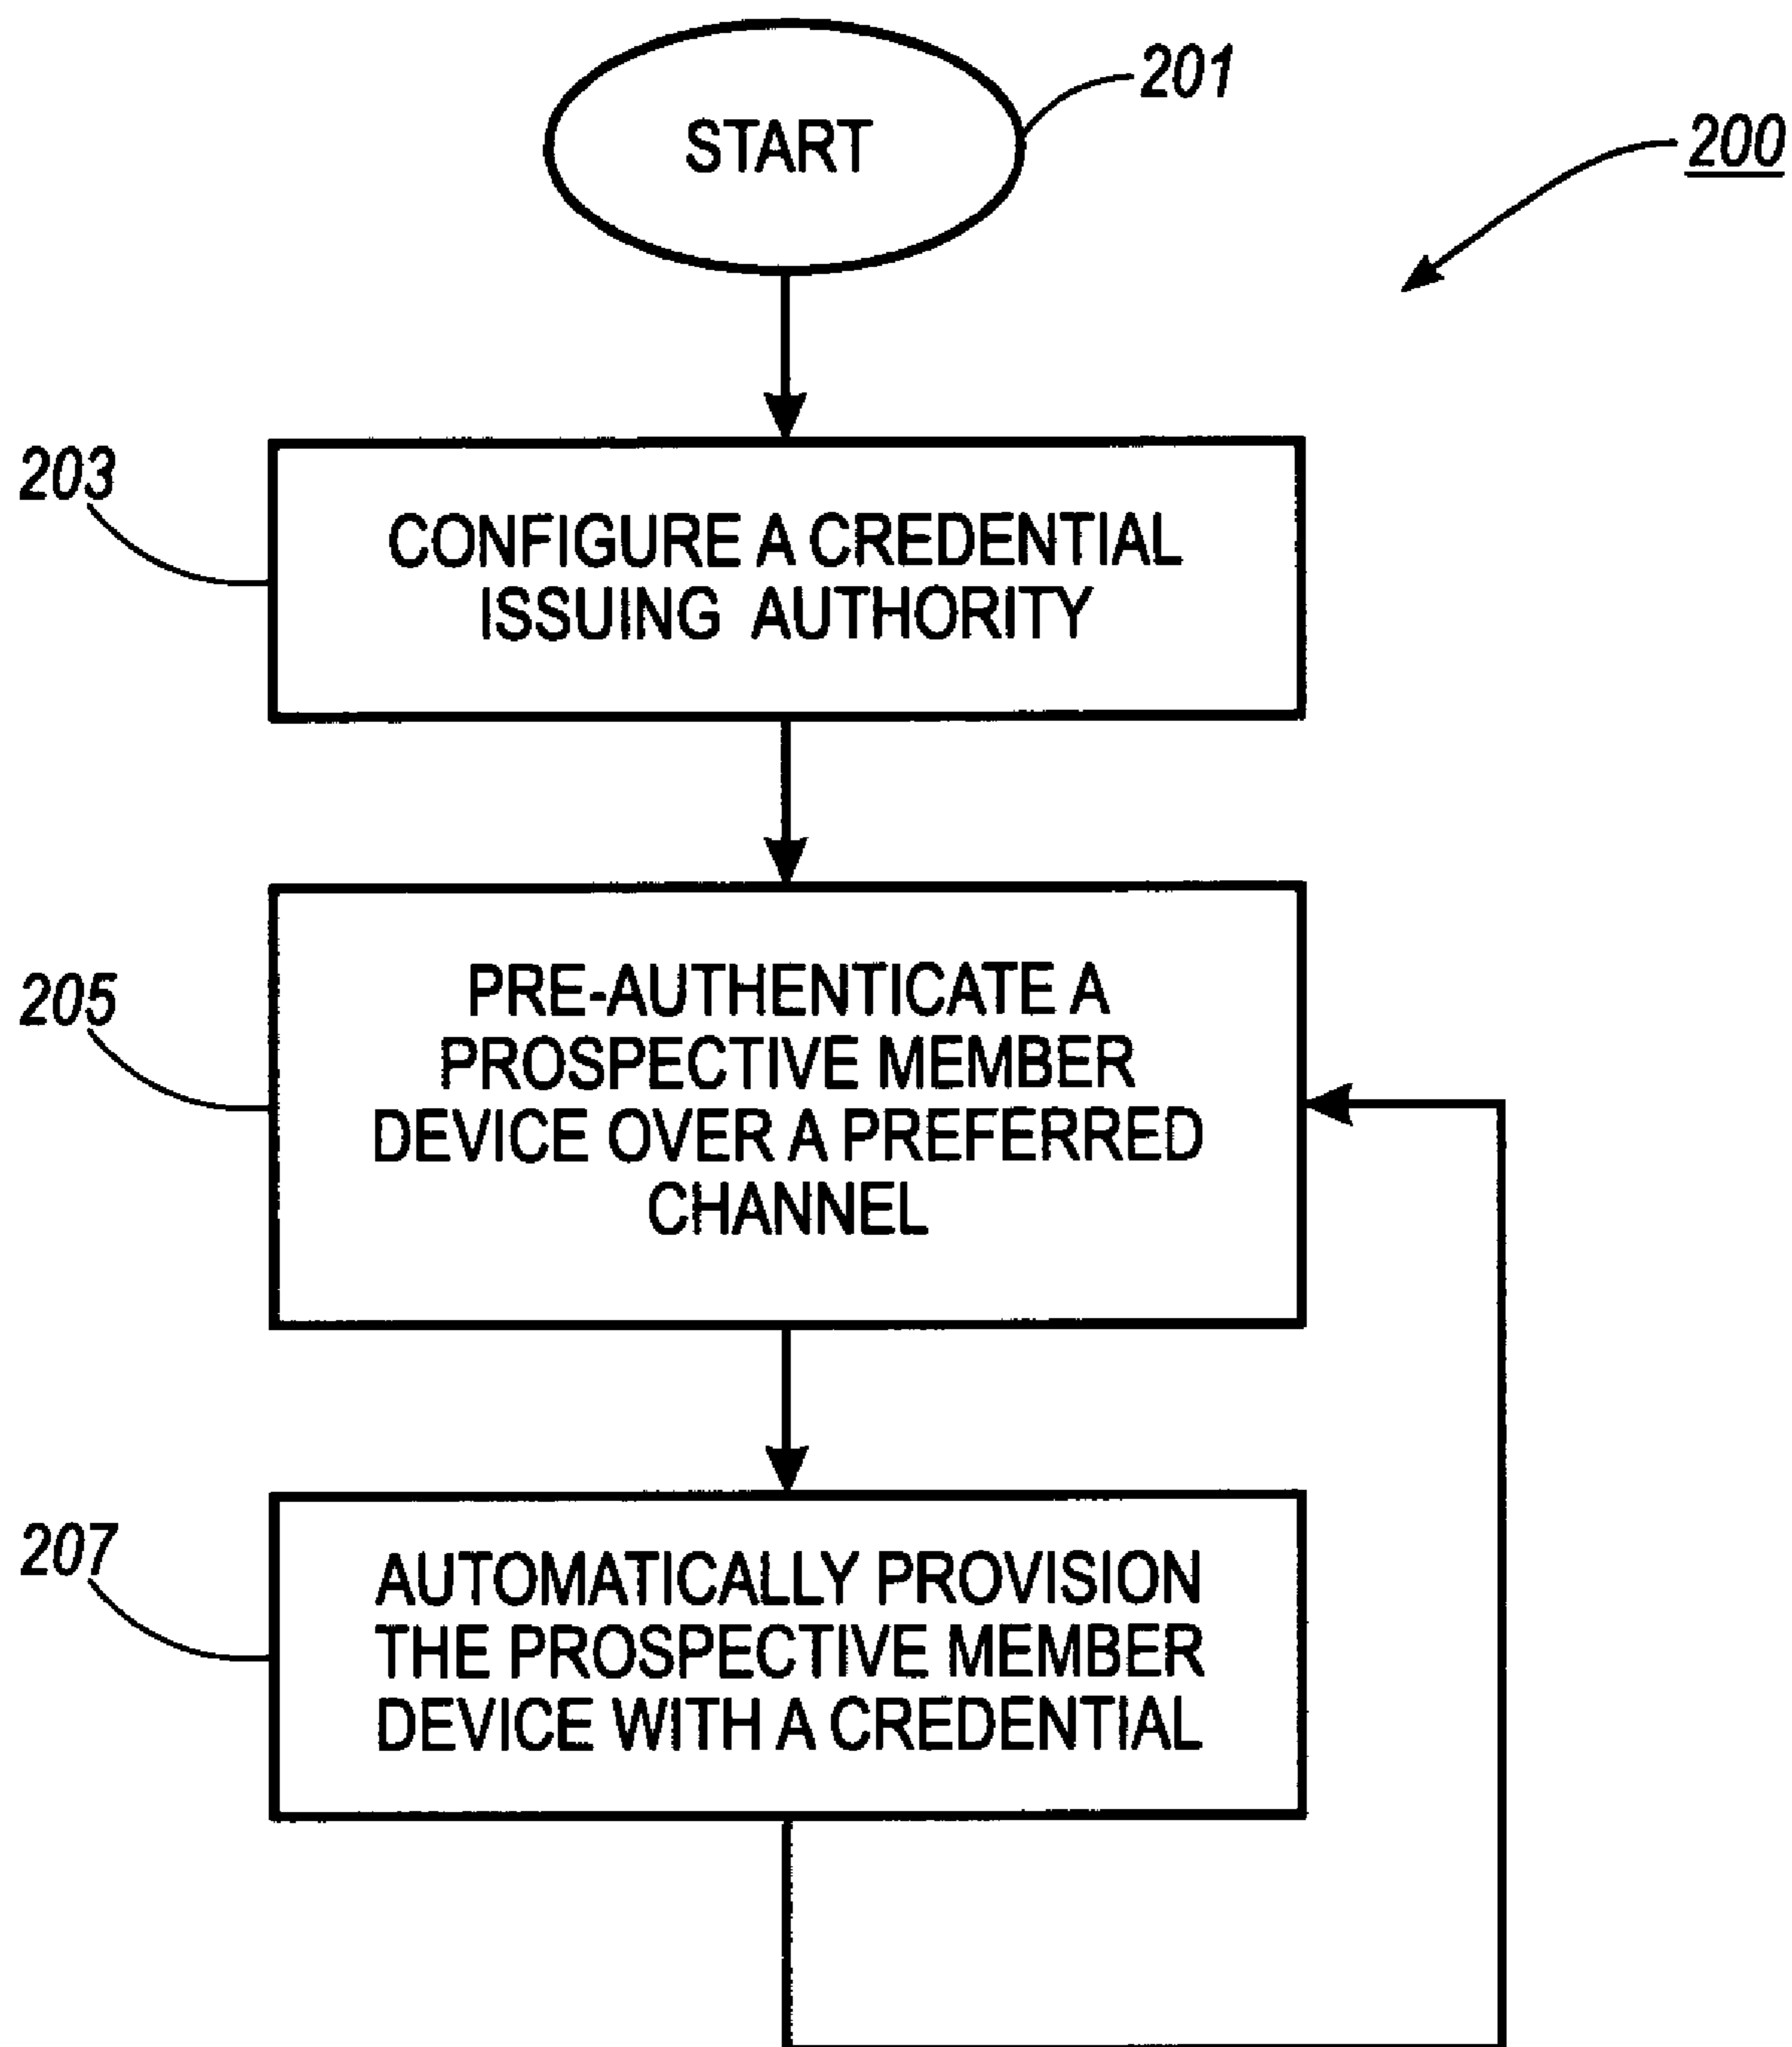 201
START
200
203
CONFIGURE A CREDENTIAL
ISSUING AUTHORITY
205
PRE-AUTHENTICATE A
PROSPECTIVE MEMBER
DEVICE OVER A PREFERRED
CHANNEL
207
AUTOMATICALLY PROVISION
THE PROSPECTIVE MEMBER
DEVICE WITH A CREDENTIAL